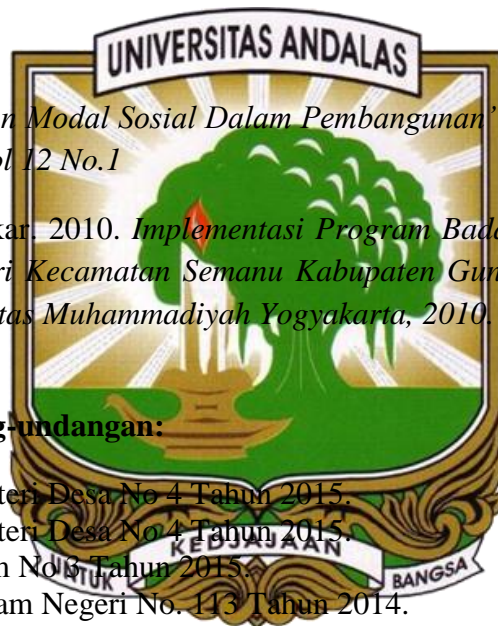 UNIVERSITAS ANDALAS
n Modal Sosial Dalam Pembangunan’
ol 12 No.1
kar. 2010. Implementasi Program Bada
ri Kecamatan Semanu Kabupaten Gun
tas Muhammadiyah Yogyakarta, 2010.
g-undangan:
teri Desa No 4 Tahun 2015.
teri Desa No 4 Tahun 2015.
n No 3 Tahun 2015.
am Negeri No. 113 Tahun 2014.
UNTUK KEDJAJAAN BANGSA